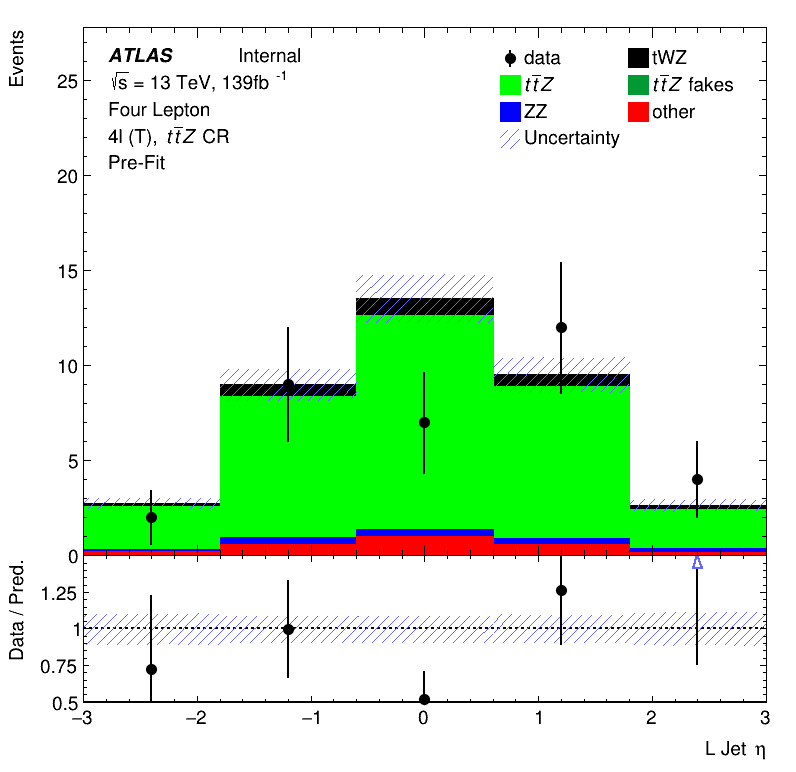 Events
ATLAS Internal
√s = 13 TeV, 139fb⁻¹
Four Lepton
4l (T), tt̅Z CR
Pre-Fit
data
tt̅Z
ZZ
Uncertainty
tWZ
tt̅Z fakes
other
25
20
15
10
5
0
Data / Pred.
1.25
1
0.75
0.5
−3 −2 −1 0 1 2 3
L Jet η